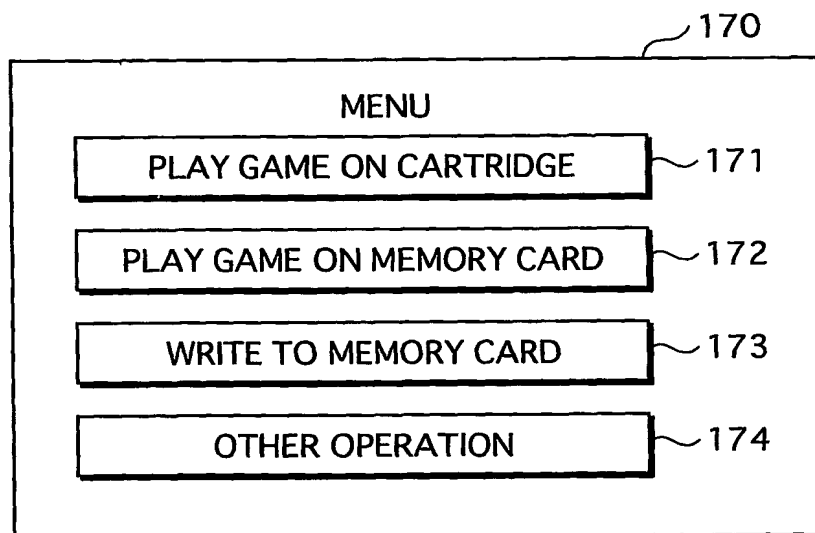 170
MENU
PLAY GAME ON CARTRIDGE 171
PLAY GAME ON MEMORY CARD 172
WRITE TO MEMORY CARD 173
OTHER OPERATION 174